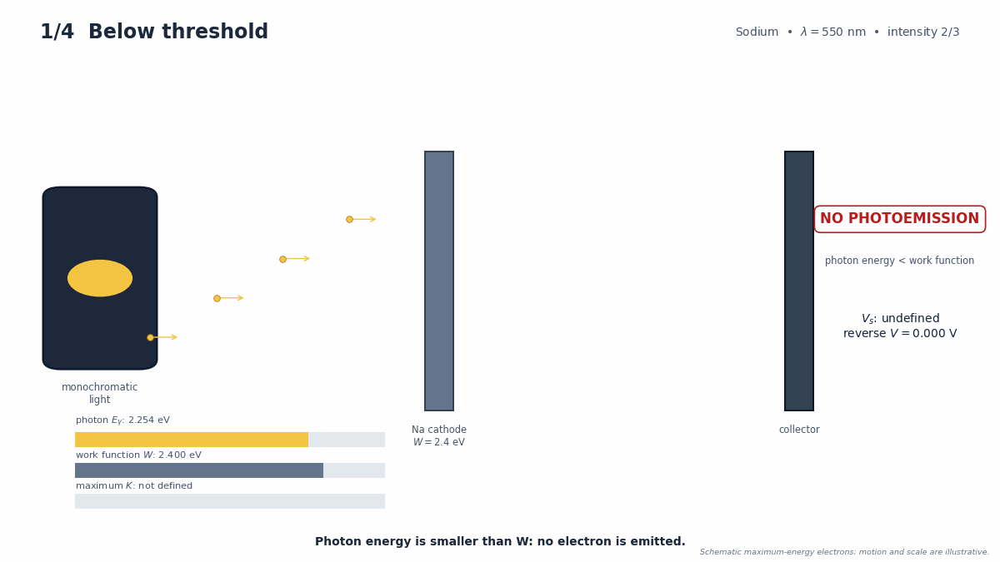 1/4  Below threshold
Sodium • λ = 550 nm • intensity 2/3
NO PHOTOEMISSION
photon energy < work function
Vₛ: undefined
reverse V = 0.000 V
monochromatic
light
photon Eᵧ: 2.254 eV
work function W: 2.400 eV
maximum K: not defined
Na cathode
W = 2.4 eV
collector
Photon energy is smaller than W: no electron is emitted.
Schematic maximum-energy electrons; motion and scale are illustrative.